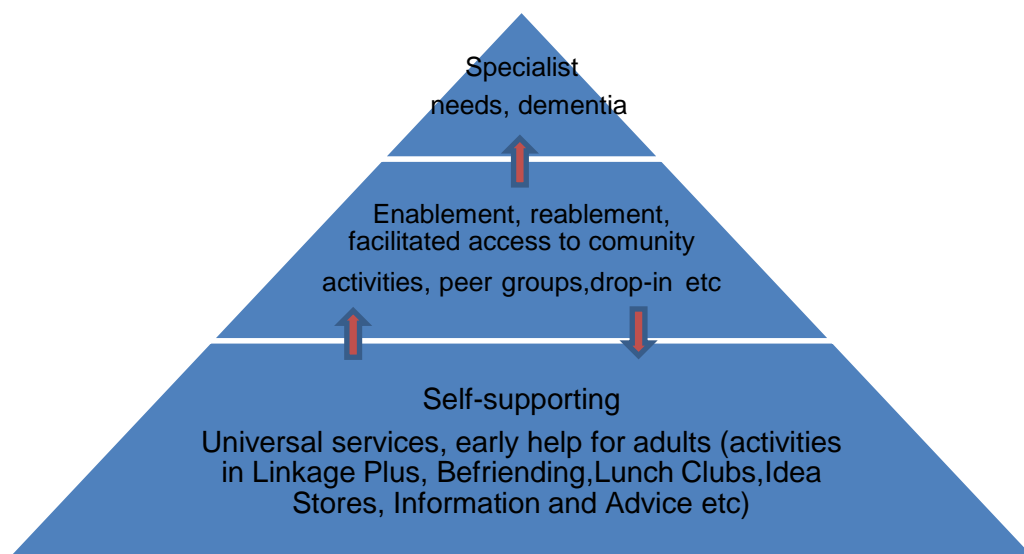 Specialist
needs, dementia
Enablement, reablement,
facilitated access to comunity
activities, peer groups,drop-in etc
Self-supporting
Universal services, early help for adults (activities
in Linkage Plus, Befriending,Lunch Clubs,Idea
Stores, Information and Advice etc)